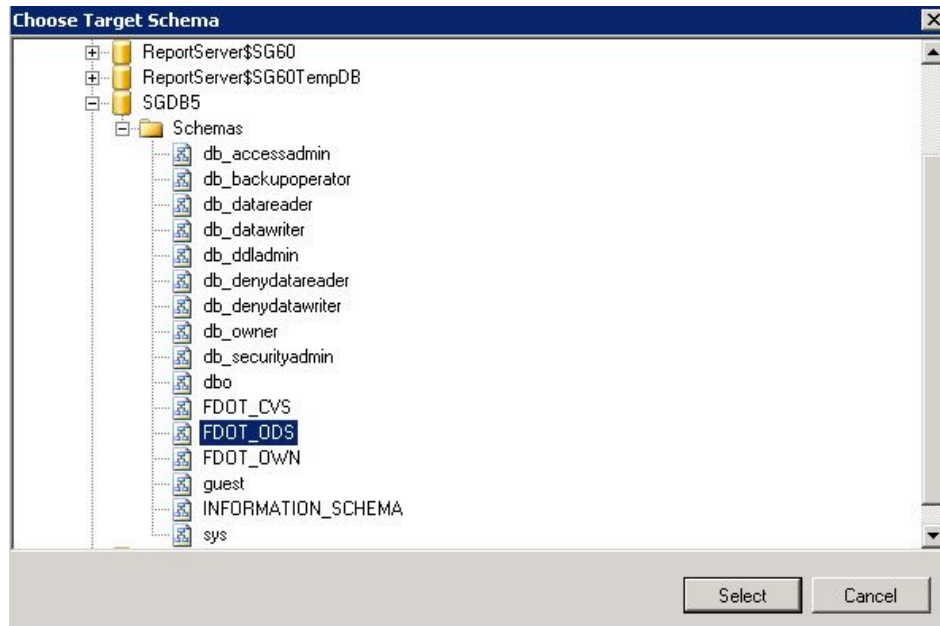 Choose Target Schema
ReportServer$SG60
ReportServer$SG60TempDB
SGDB5
Schemas
db_accessadmin
db_backupoperator
db_datareader
db_datawriter
db_ddladmin
db_denydatareader
db_denydatawriter
db_owner
db_securityadmin
dbo
FDOT_CVS
FDOT_ODS
FDOT_OWN
guest
INFORMATION_SCHEMA
sys
Select Cancel